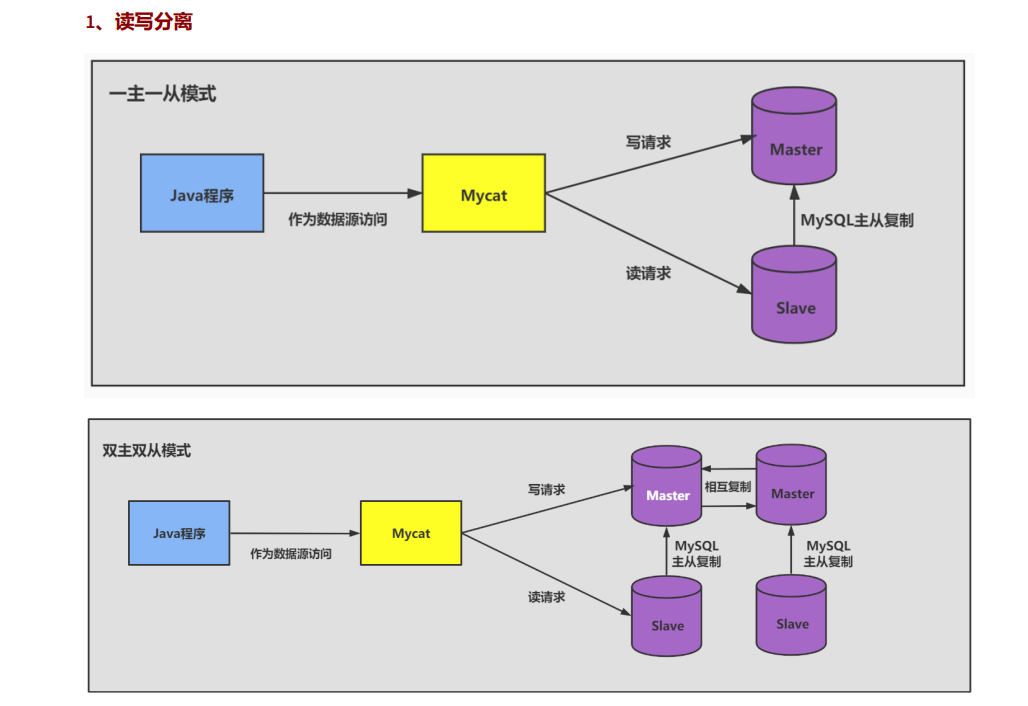 1、读写分离
一主一从模式
Java程序
作为数据源访问
Mycat
写请求
读请求
Master
MySQL主从复制
Slave
双主双从模式
Java程序
作为数据源访问
Mycat
写请求
读请求
Master
相互复制
Master
MySQL
主从复制
MySQL
主从复制
Slave
Slave